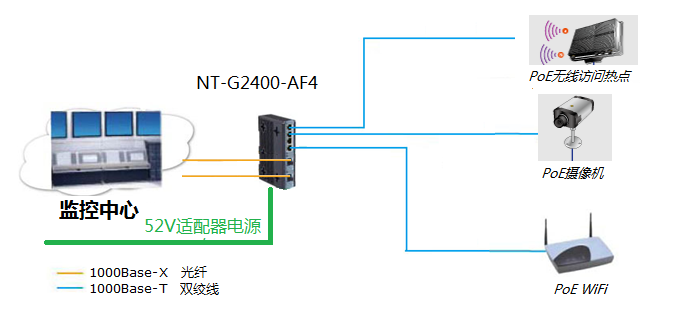 NT-G2400-AF4
PoE无线访问热点
PoE摄像机
监控中心
52V适配器电源
1000Base-X 光纤
1000Base-T 双绞线
PoE WiFi